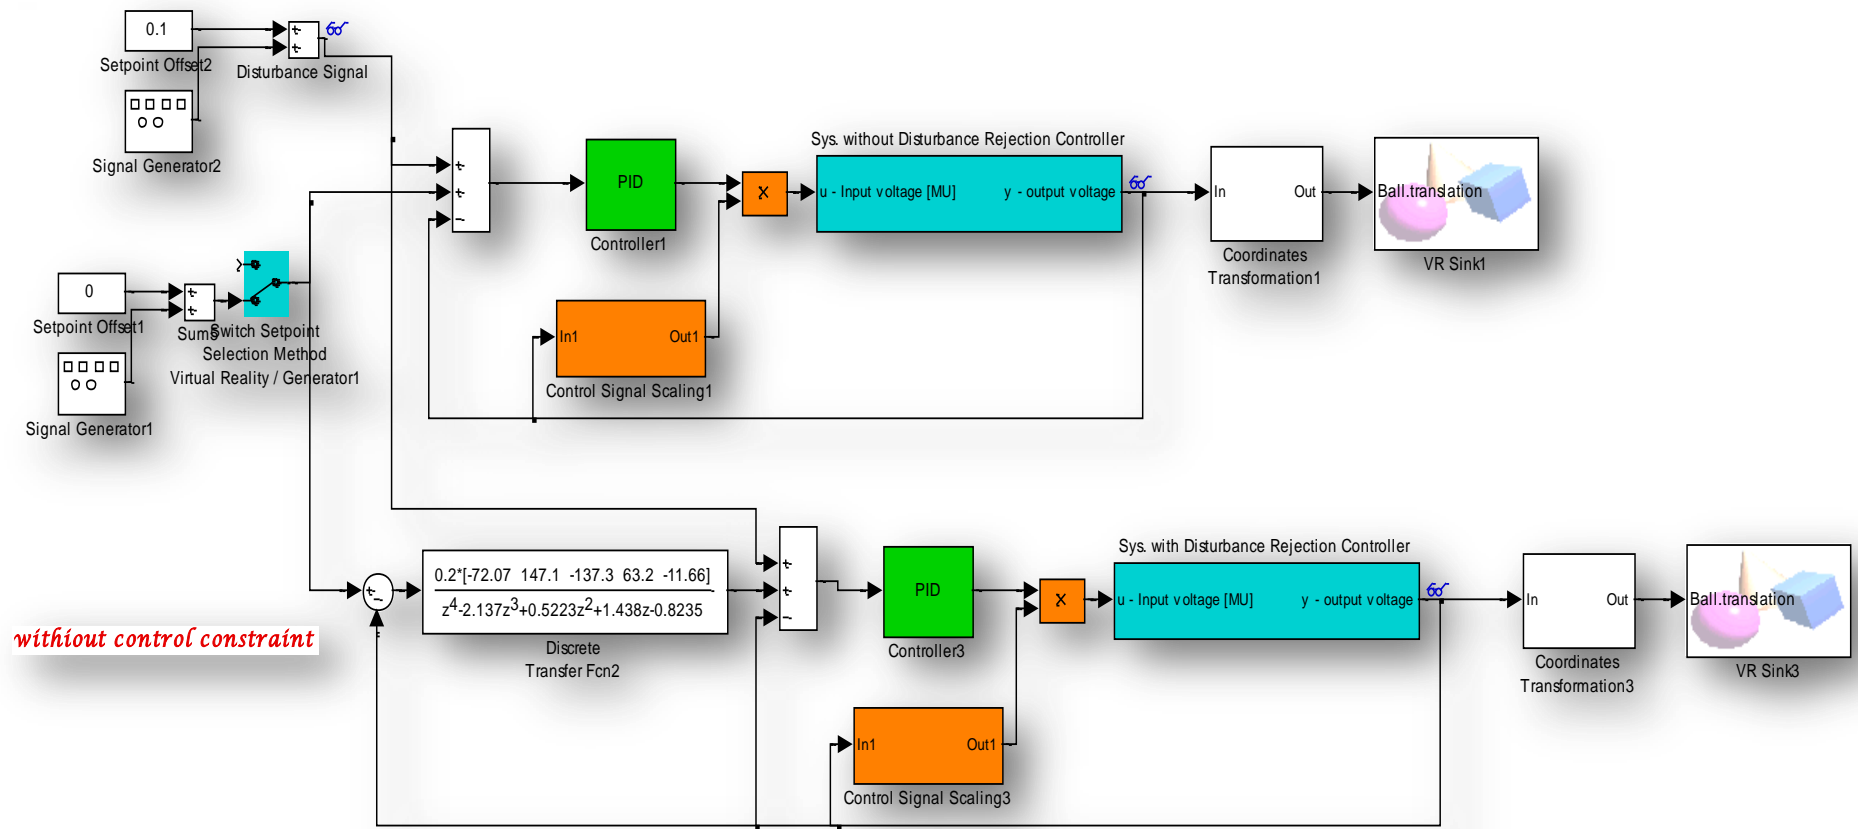 0.1
Setpoint Offset2
Disturbance Signal
Signal Generator2
Sys. without Disturbance Rejection Controller
PID
Controller1
X
u - Input voltage [MU]
y - output voltage
In
Out
Coordinates
Transformation1
Ball.translation
VR Sink1
0
Setpoint Offset1
Sum5
Switch Setpoint
Selection Method
Virtual Reality / Generator1
Signal Generator1
In1
Out1
Control Signal Scaling1
0.2*[-72.07 147.1 -137.3 63.2 -11.66]
z4-2.137z3+0.5223z2+1.438z-0.8235
Discrete
Transfer Fcn2
withiout control constraint
Sys. with Disturbance Rejection Controller
PID
Controller3
X
u - Input voltage [MU]
y - output voltage
In
Out
Coordinates
Transformation3
Ball.translation
VR Sink3
In1
Out1
Control Signal Scaling3